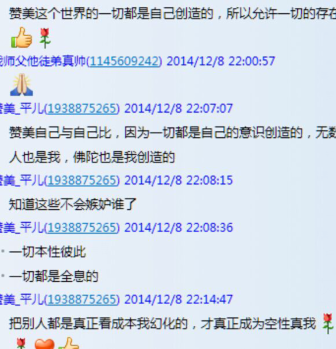 赞美这个世界的一切都是自己创造的，所以允许一切的存在
师父他徒弟真帅(1145609242) 2014/12/8 22:00:57
美_平儿(1938875265) 2014/12/8 22:07:07
赞美自己与自己比，因为一切都是自己的意识创造的，无数
人也是我，佛陀也是我创造的
美_平儿(1938875265) 2014/12/8 22:08:15
知道这些不会嫉妒谁了
美_平儿(1938875265) 2014/12/8 22:08:36
一切本性彼此
一切都是全息的
美_平儿(1938875265) 2014/12/8 22:14:47
把别人都是真正看成本我幻化的，才真正成为空性真我